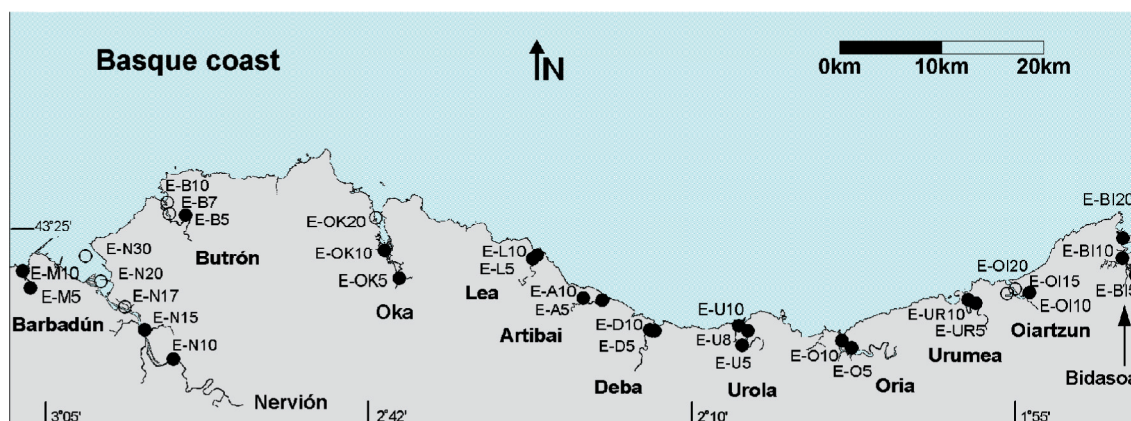 Basque coast
N
0km
10km
20km
E-B10
E-B7
E-B5
Butrón
43°25'
E-N30
E-M10
E-N20
E-M5
E-N17
Barbadún
E-N15
E-N10
Nervión
E-OK20
E-OK10
E-OK5
Oka
E-L10
E-L5
Lea
E-A10
E-A5
Artibai
E-D10
E-D5
Deba
E-U10
E-U8
E-U5
Urola
E-O10
E-O5
Oria
E-UR10
E-UR5
Urumea
E-OI20
E-OI15
E-OI10
Oiartzun
E-BI20
E-BI10
E-BI5
Bidasoa
3°05'
2°42'
2°10'
1°55'